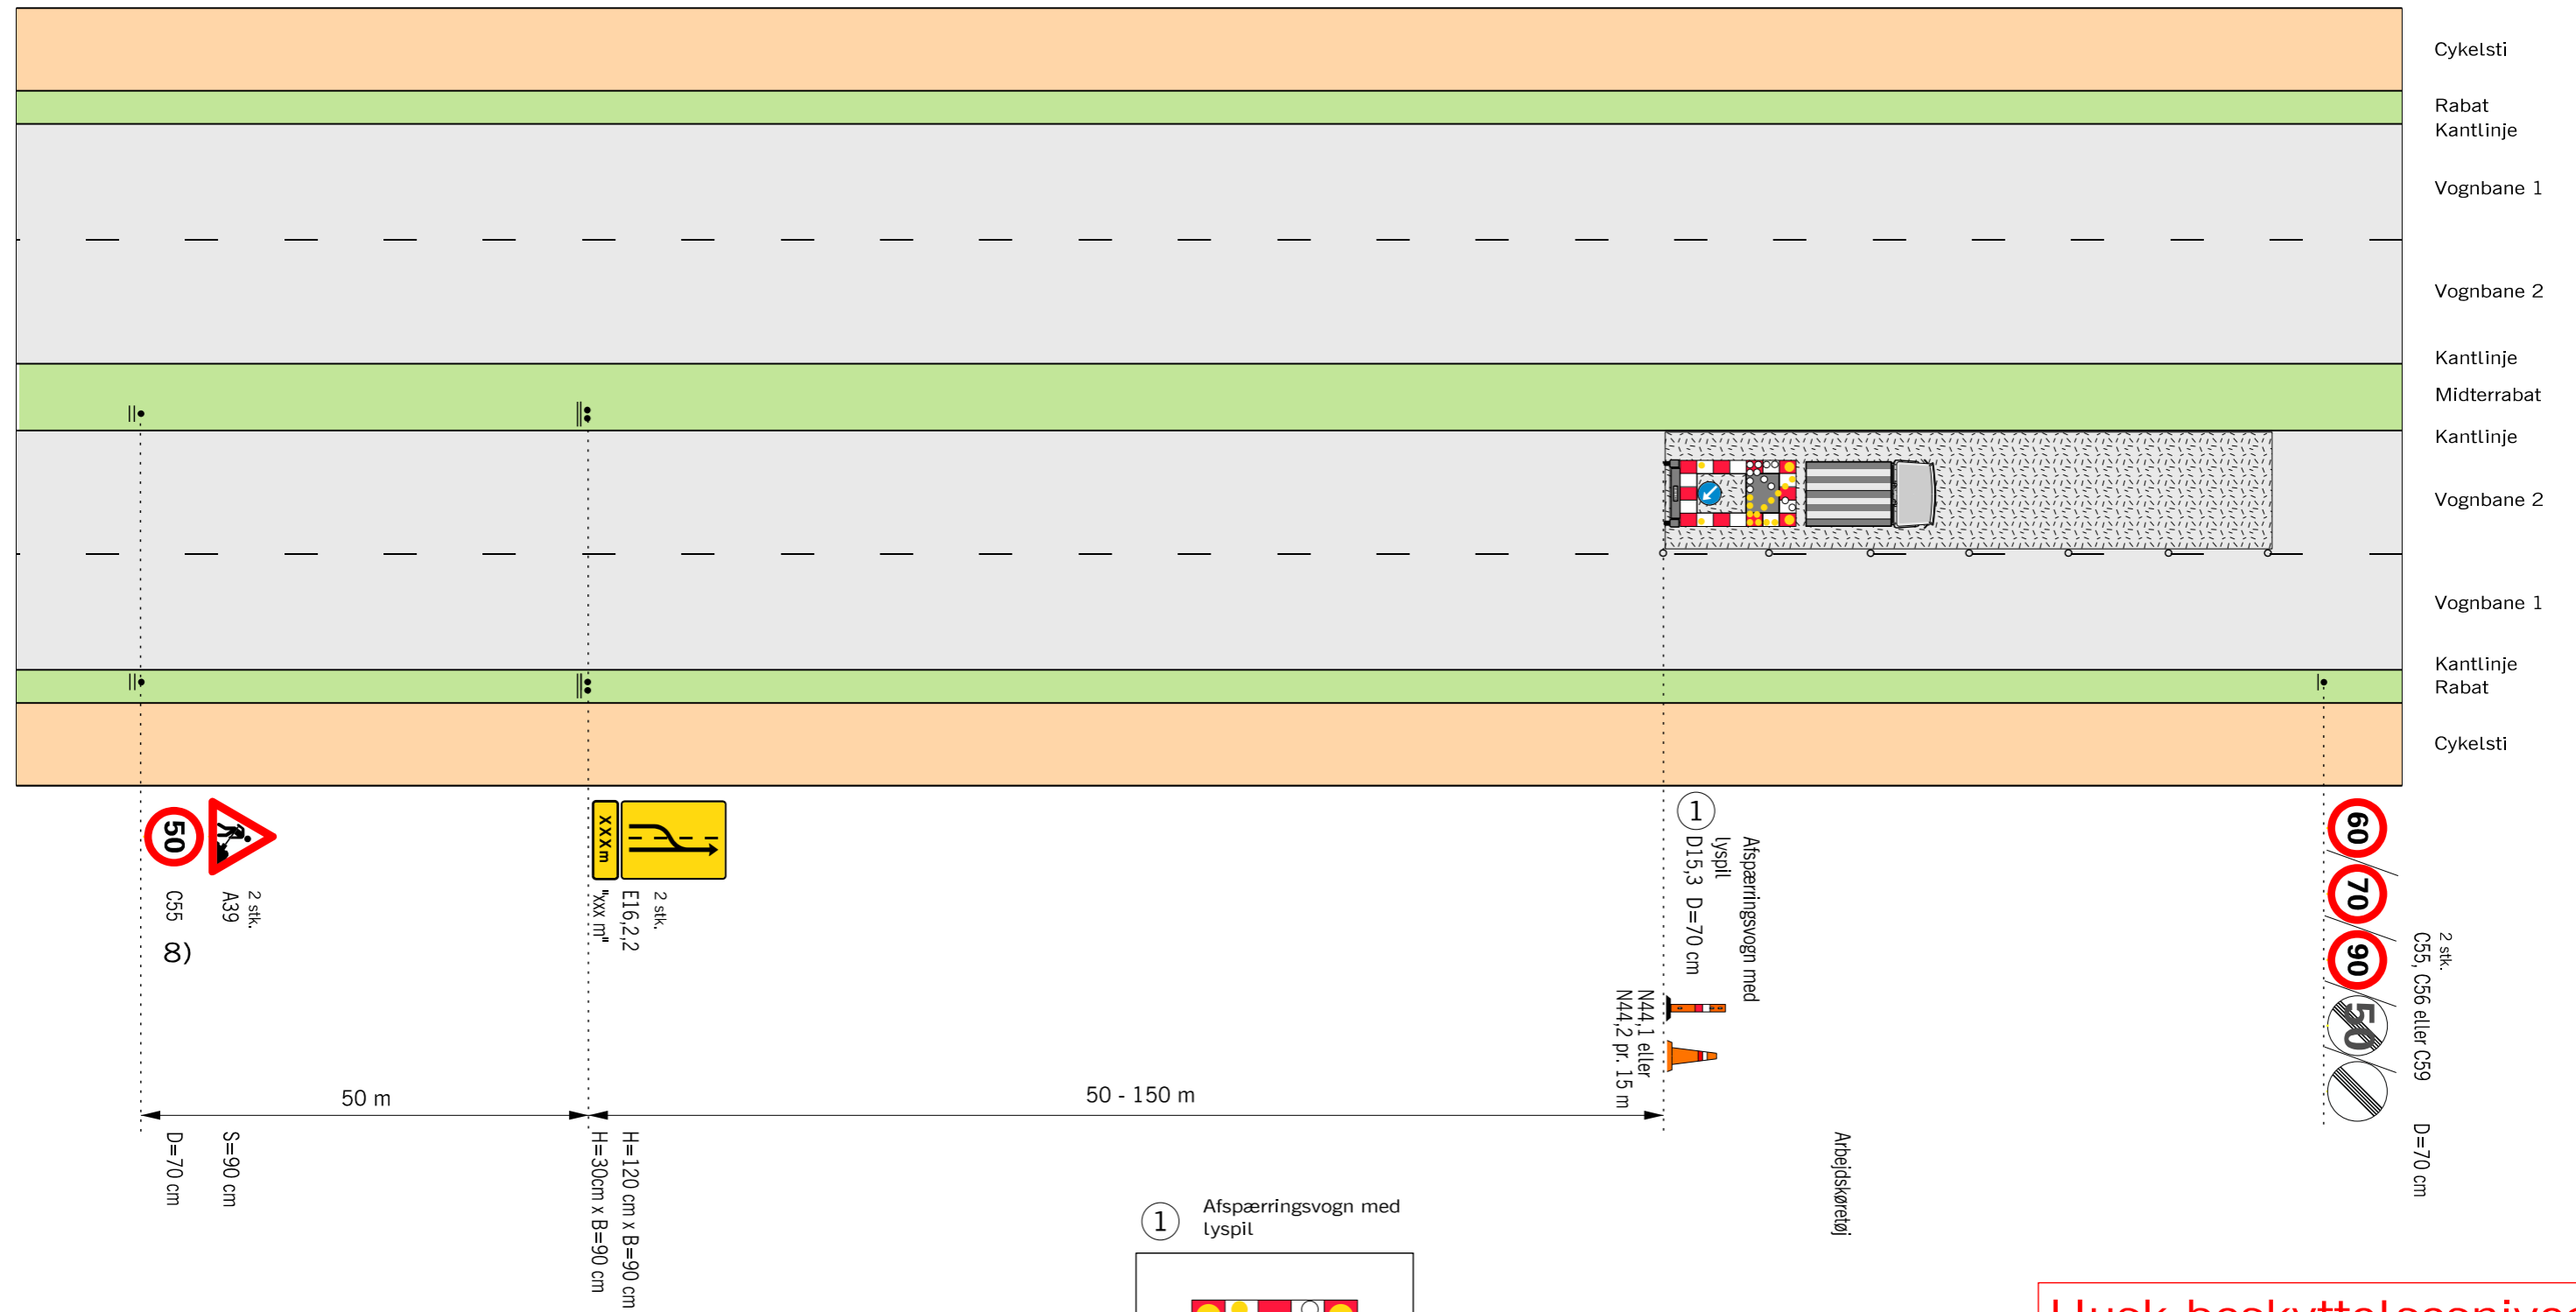 Cykelsti
Rabat
Kantlinje
Vognbane 1
Vognbane 2
Kantlinje
Midterrabat
Kantlinje
Vognbane 2
Vognbane 1
Kantlinje
Rabat
Cykelsti
50
2 stk.
A39
C55 8)
S=90 cm
D=70 cm
50 m
XXXm
2 stk.
E16,2,2
"xxx m"
H=120 cm x B=90 cm
H=30cm x B=90 cm
50 - 150 m
1
Afspærringsvogn med
lyspil
D15,3 D=70 cm
N44,1 eller
N44,2 pr. 15 m
Arbejdskøretøj
60
70
90
50
2 stk.
C55, C56 eller C59 D=70 cm
1
Afspærringsvogn med
lyspil